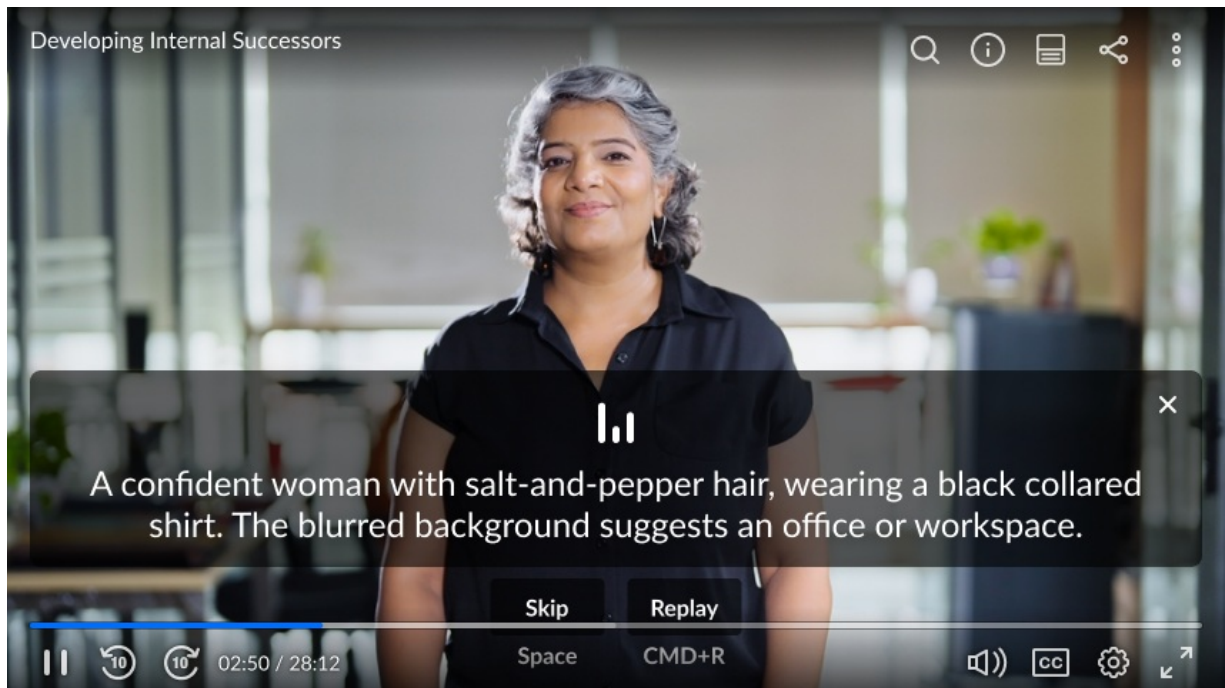 Developing Internal Successors
A confident woman with salt-and-pepper hair, wearing a black collared
shirt. The blurred background suggests an office or workspace.
Skip
Replay
10
10
02:50 / 28:12
Space
CMD+R
CC